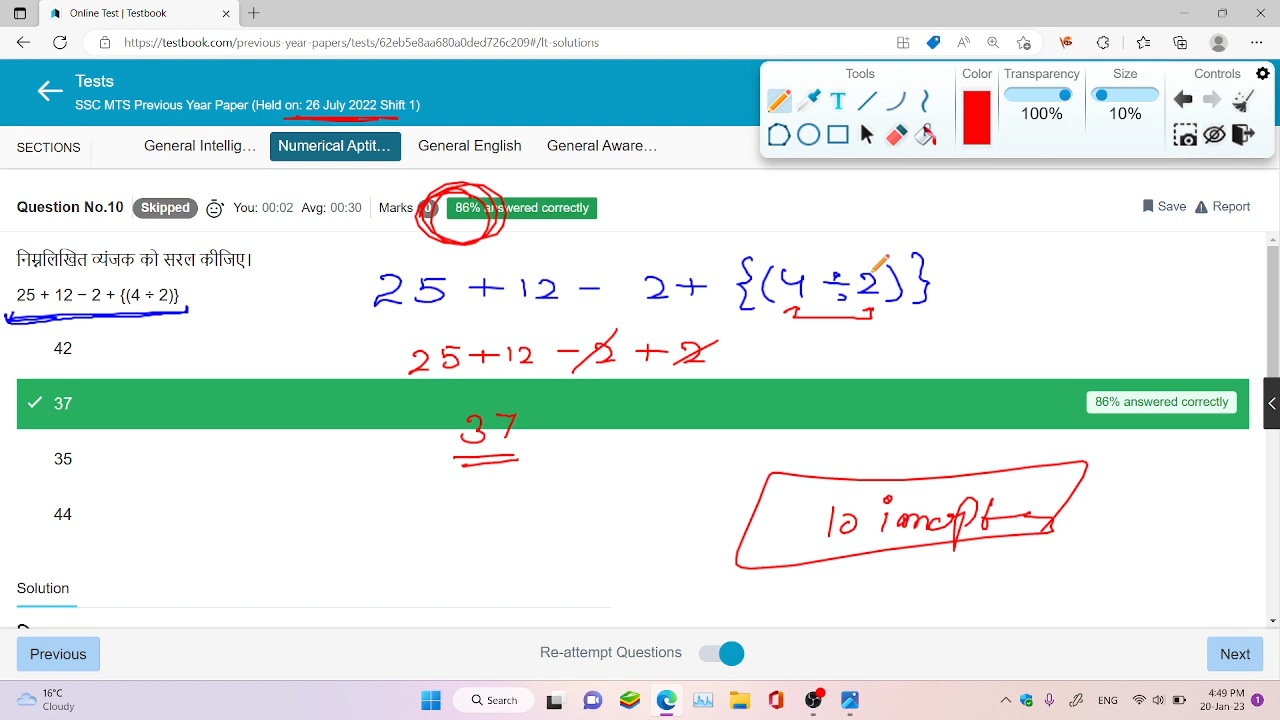 Online Test | Testbook
https://testbook.com/previous-year-papers/tests/62eb5e8aa680a0ded726c209#/lt-solutions
Tools Color Transparency Size Controls
100% 10%
Tests
SSC MTS Previous Year Paper (Held on: 26 July 2022 Shift 1)
SECTIONS General Intellig... Numerical Aptit... General English General Aware...
Question No.10 Skipped You: 00:02 Avg: 00:30 Marks 86% answered correctly Save Report
निम्नलिखित व्यंजक को सरल कीजिए।
25 + 12 − 2 + {(4 ÷ 2)}
25 + 12 − 2 + {(4 ÷ 2)}
25 + 12 − 2 + 2
42
37 86% answered correctly
37
35
44
10
Solution
Previous Re-attempt Questions Next
16°C
Cloudy
Search
ENG
4:49 PM
20-Jan-23
1